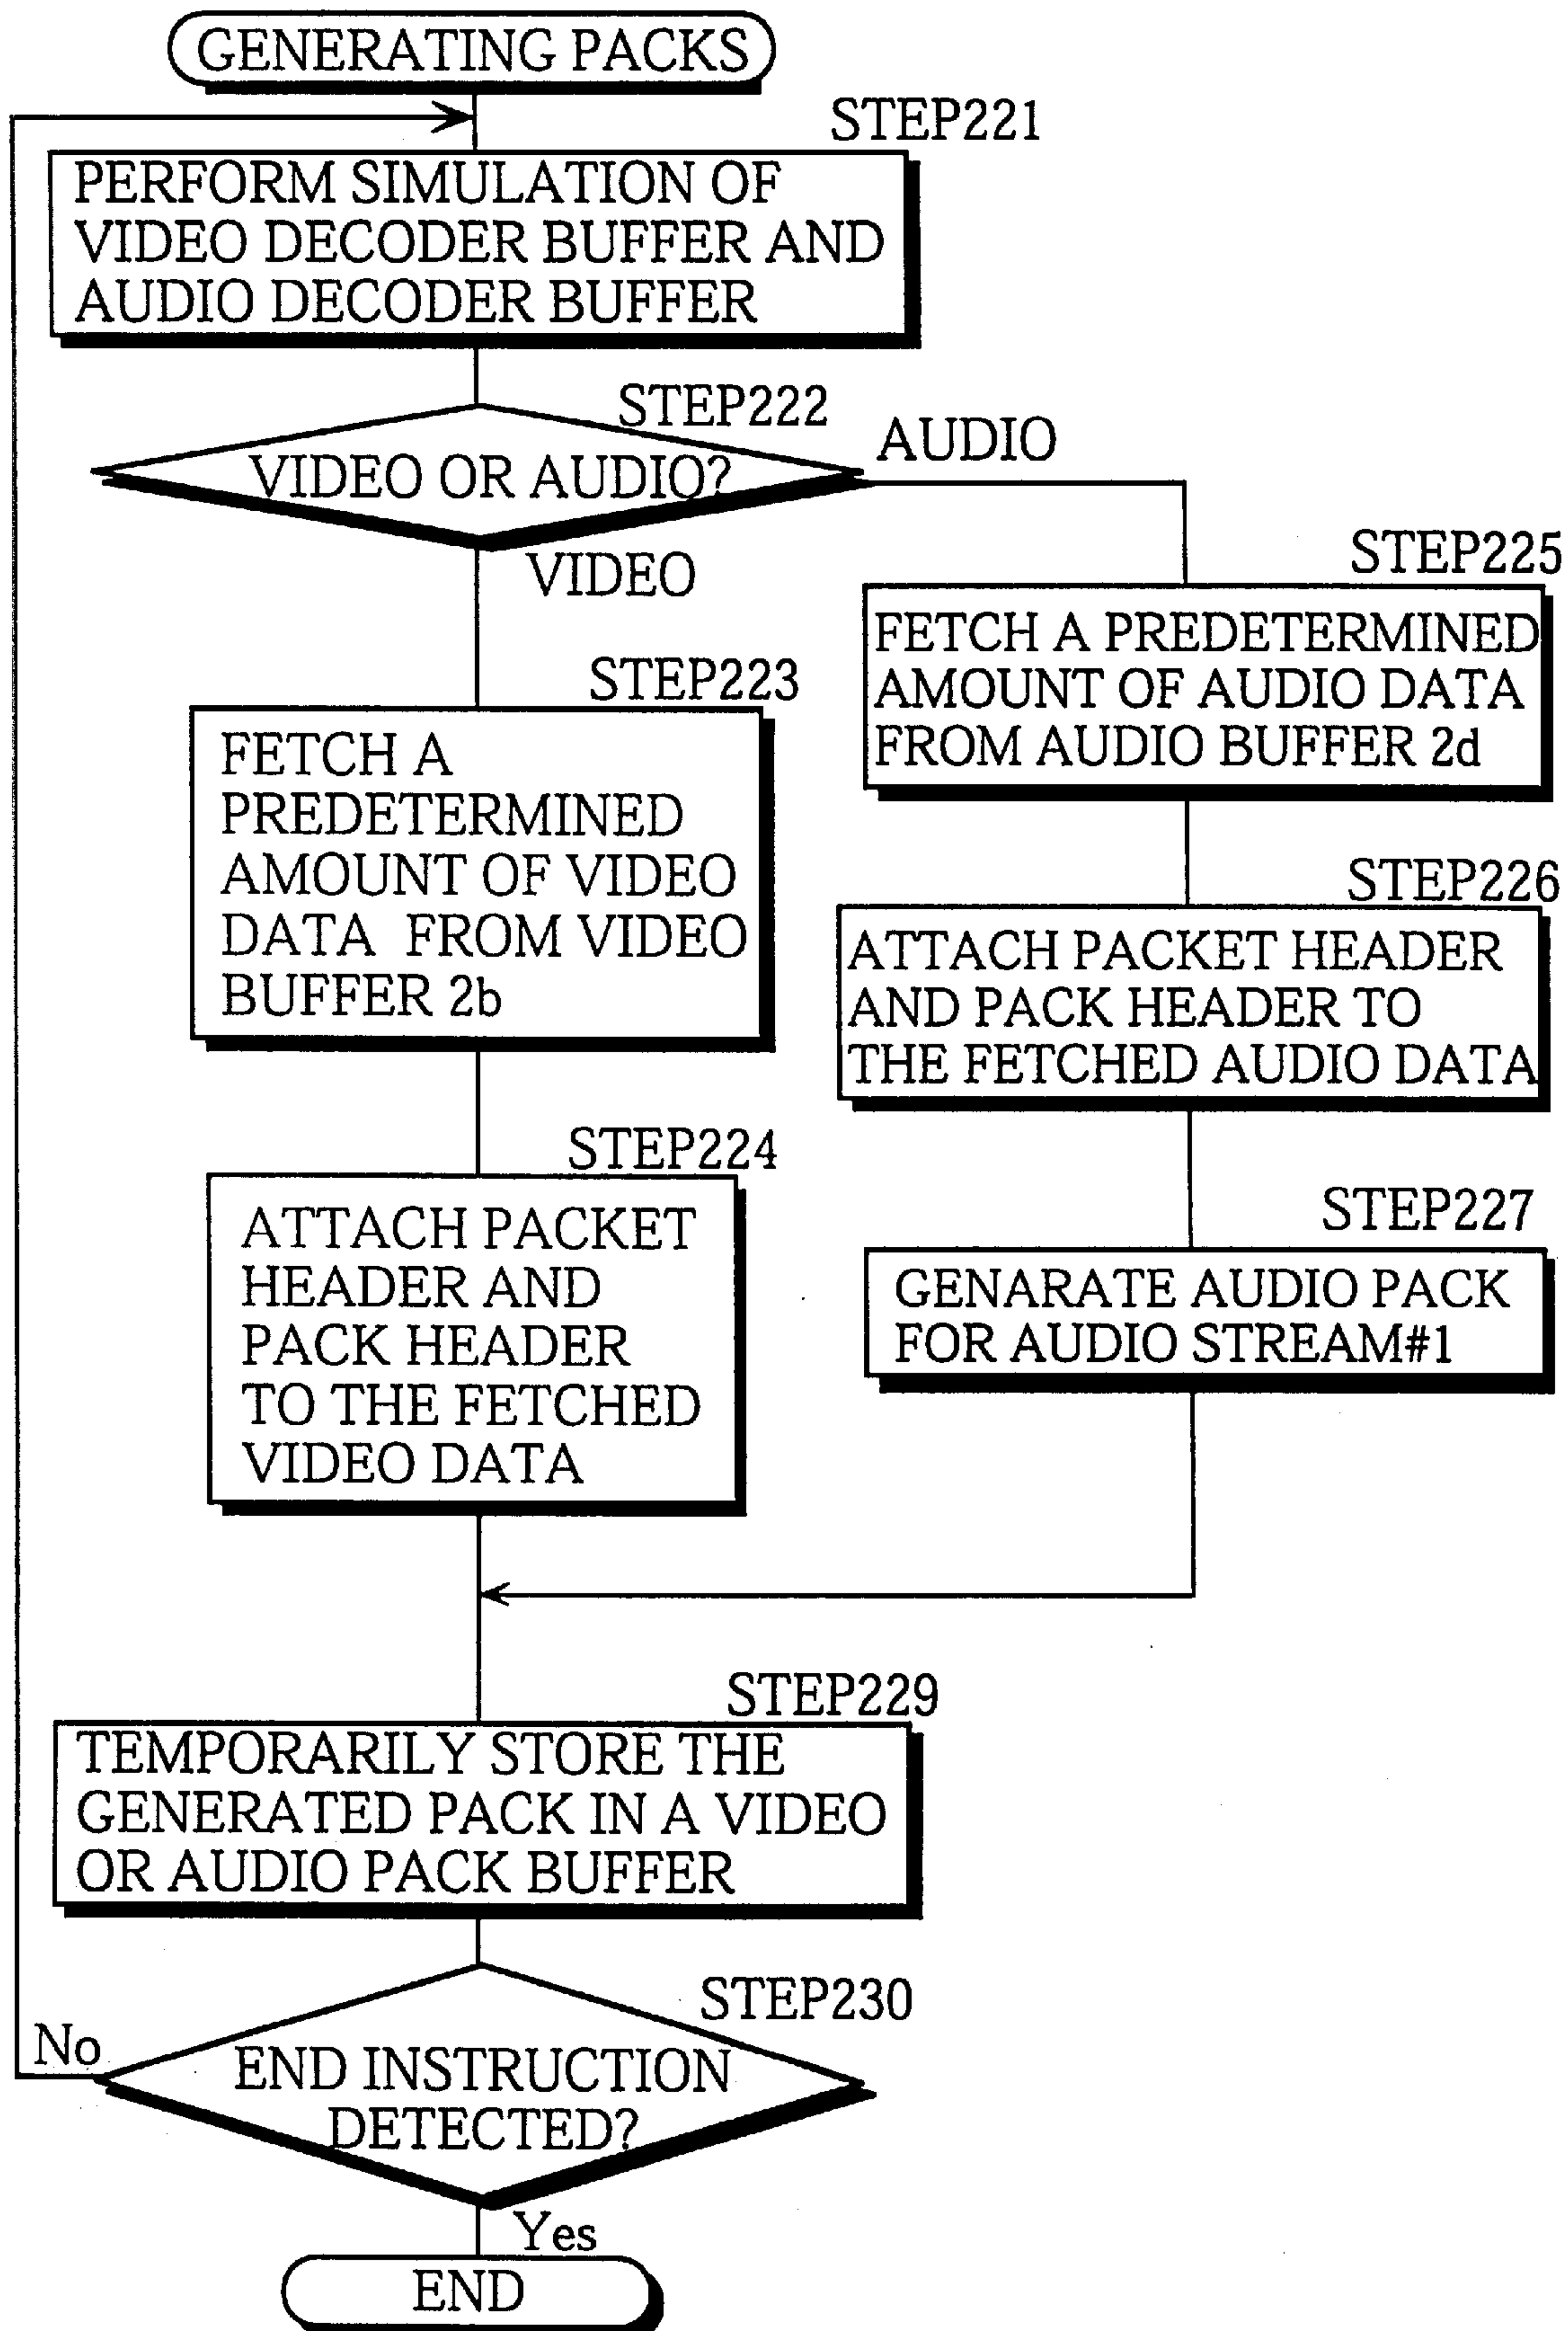 GENERATING PACKS
STEP221
PERFORM SIMULATION OF
VIDEO DECODER BUFFER AND
AUDIO DECODER BUFFER
STEP222
VIDEO OR AUDIO?
AUDIO
VIDEO
STEP223
FETCH A
PREDETERMINED
AMOUNT OF VIDEO
DATA FROM VIDEO
BUFFER 2b
STEP224
ATTACH PACKET
HEADER AND
PACK HEADER
TO THE FETCHED
VIDEO DATA
STEP225
FETCH A PREDETERMINED
AMOUNT OF AUDIO DATA
FROM AUDIO BUFFER 2d
STEP226
ATTACH PACKET HEADER
AND PACK HEADER TO
THE FETCHED AUDIO DATA
STEP227
GENARATE AUDIO PACK
FOR AUDIO STREAM#1
STEP229
TEMPORARILY STORE THE
GENERATED PACK IN A VIDEO
OR AUDIO PACK BUFFER
STEP230
END INSTRUCTION
DETECTED?
No
Yes
END